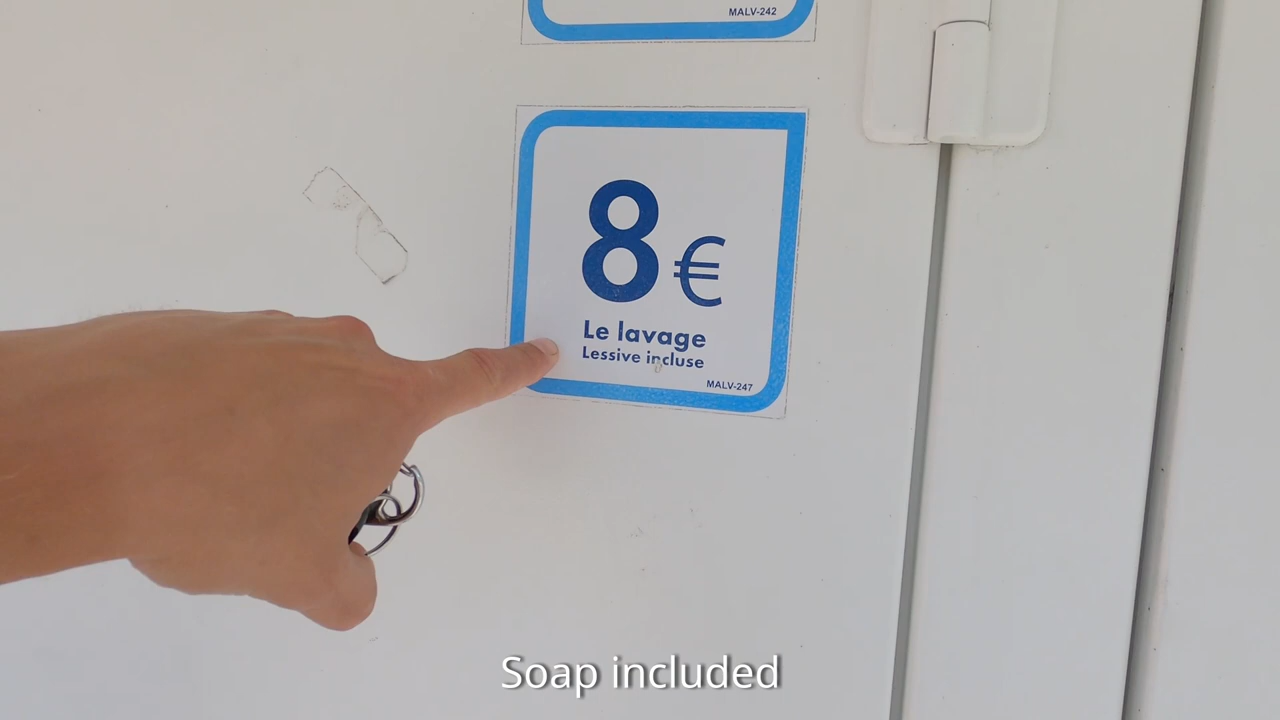 MALV-242
8€
Le lavage
Lessive incluse
MALV-247
Soap included